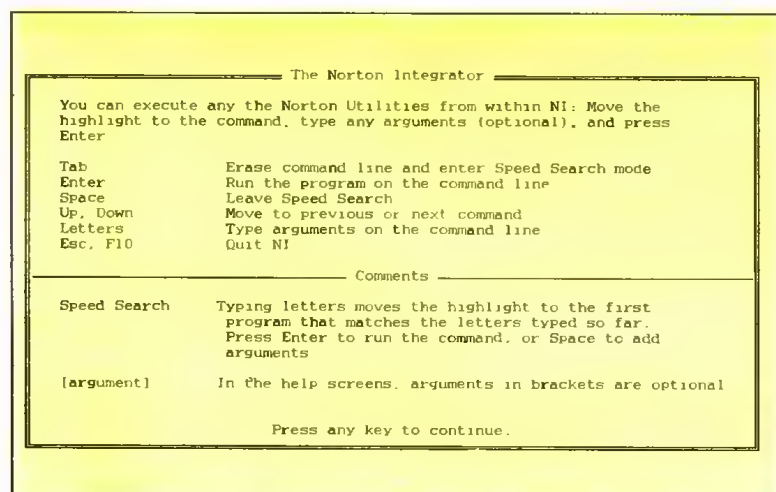 The Norton Integrator
You can execute any the Norton Utilities from within NI: Move the
highlight to the command, type any arguments (optional), and press
Enter
Tab Erase command line and enter Speed Search mode
Enter Run the program on the command line
Space Leave Speed Search
Up, Down Move to previous or next command
Letters Type arguments on the command line
Esc, F10 Quit NI
Comments
Speed Search Typing letters moves the highlight to the first
program that matches the letters typed so far.
Press Enter to run the command, or Space to add
arguments
[argument] In the help screens, arguments in brackets are optional
Press any key to continue.